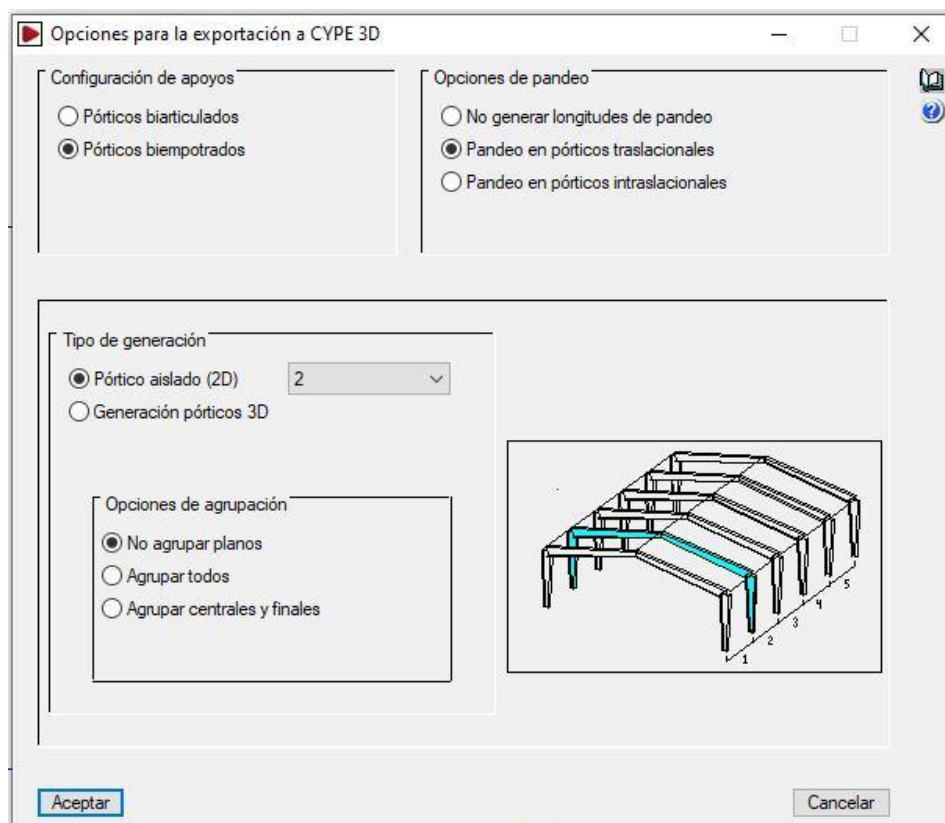 Opciones para la exportación a CYPE 3D
Configuración de apoyos
Pórticos biarticulados
Pórticos biempotrados
Opciones de pandeo
No generar longitudes de pandeo
Pandeo en pórticos traslacionales
Pandeo en pórticos intraslacionales
Tipo de generación
Pórtico aislado (2D) 2
Generación pórticos 3D
Opciones de agrupación
No agrupar planos
Agrupar todos
Agrupar centrales y finales
1 2 3 4 5
Aceptar
Cancelar